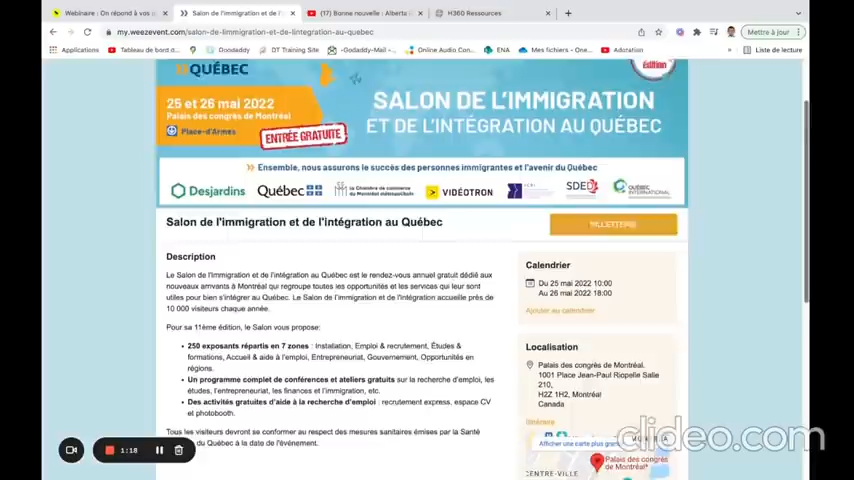 Webinaire : On répond à vos
Salon de l'immigration et de l'
(17) Bonne nouvelle : Alberta
H360 Ressources
my.weezevent.com/salon-de-limmigration-et-de-lintegration-au-quebec
Mettre à jour
Applications
Tableau de bord d...
Doodaddy
DT Training Site
-Godaddy-Mail-...
Online Audio Con...
ENA
Mes fichiers - One...
Adstation
Liste de lecture
QUÉBEC
édition
25 et 26 mai 2022
Palais des congrès de Montréal
Place-d'Armes
ENTRÉE GRATUITE
SALON DE L'IMMIGRATION
ET DE L'INTÉGRATION AU QUÉBEC
Ensemble, nous assurons le succès des personnes immigrantes et l'avenir du Québec
Desjardins
Québec
VIDÉOTRON
SDED
QUÉBEC
INTERNATIONAL
Salon de l'immigration et de l'intégration au Québec
BILLETTERIE
Description
Le Salon de l'immigration et de l'intégration au Québec est le rendez-vous annuel gratuit dédié aux
nouveaux arrivants à Montréal qui regroupe toutes les opportunités et les services qui leur sont
utiles pour bien s'intégrer au Québec. Le Salon de l'immigration et de l'intégration accueille près de
10 000 visiteurs chaque année.
Pour sa 11ème édition, le Salon vous propose:
• 250 exposants répartis en 7 zones : Installation, Emploi & recrutement, Études &
formations, Accueil & aide à l'emploi, Entrepreneuriat, Gouvernement, Opportunités en
régions.
• Un programme complet de conférences et ateliers gratuits sur la recherche d'emploi, les
études, l'entrepreneuriat, les finances et l'immigration, etc.
• Des activités gratuites d'aide à la recherche d'emploi : recrutement express, espace CV
et photobooth.
Tous les visiteurs devront se conformer au respect des mesures sanitaires émises par la Santé
du Québec à la date de l'événement.
Calendrier
Du 25 mai 2022 10:00
Au 26 mai 2022 18:00
Ajouter au calendrier
Localisation
Palais des congrès de Montréal.
1001 Place Jean-Paul Riopelle Salle
210,
H2Z 1H2, Montréal
Canada
Itinéraire
Afficher une carte plus grande
Palais des congrès
de Montréal
CENTRE-VILLE
1:18
clideo.com